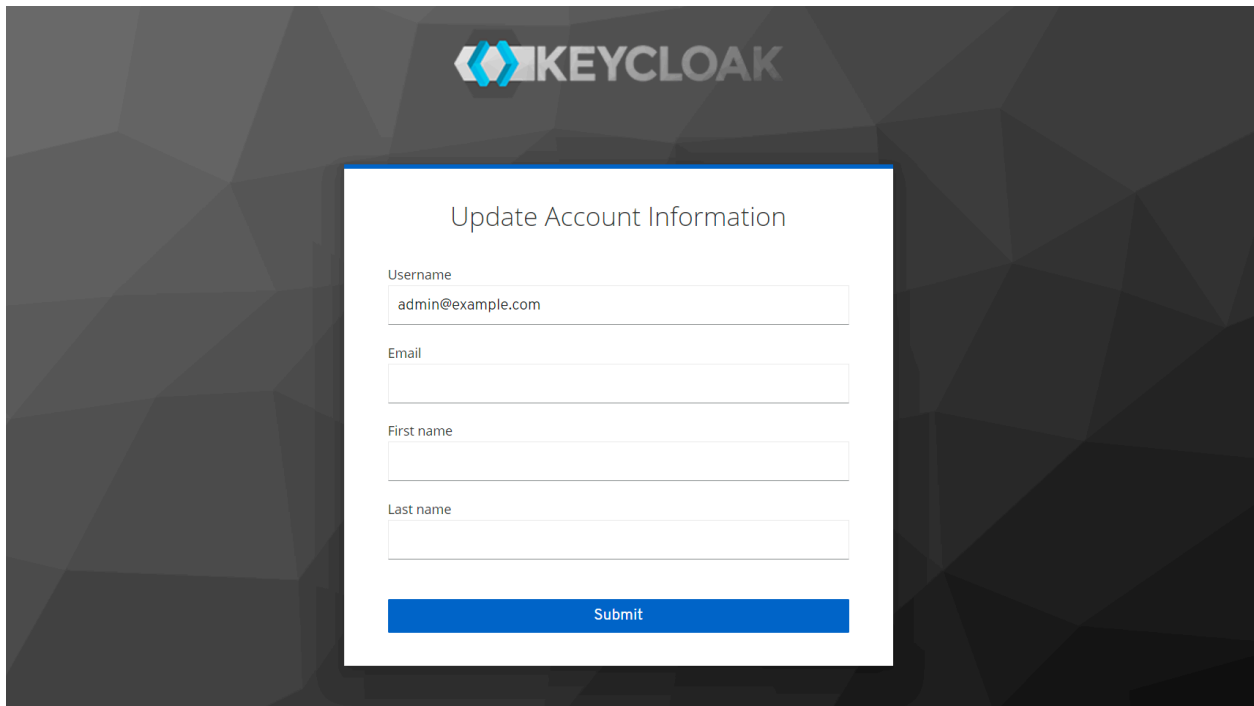 KEYCLOAK
Update Account Information
Username
admin@example.com
Email
First name
Last name
Submit